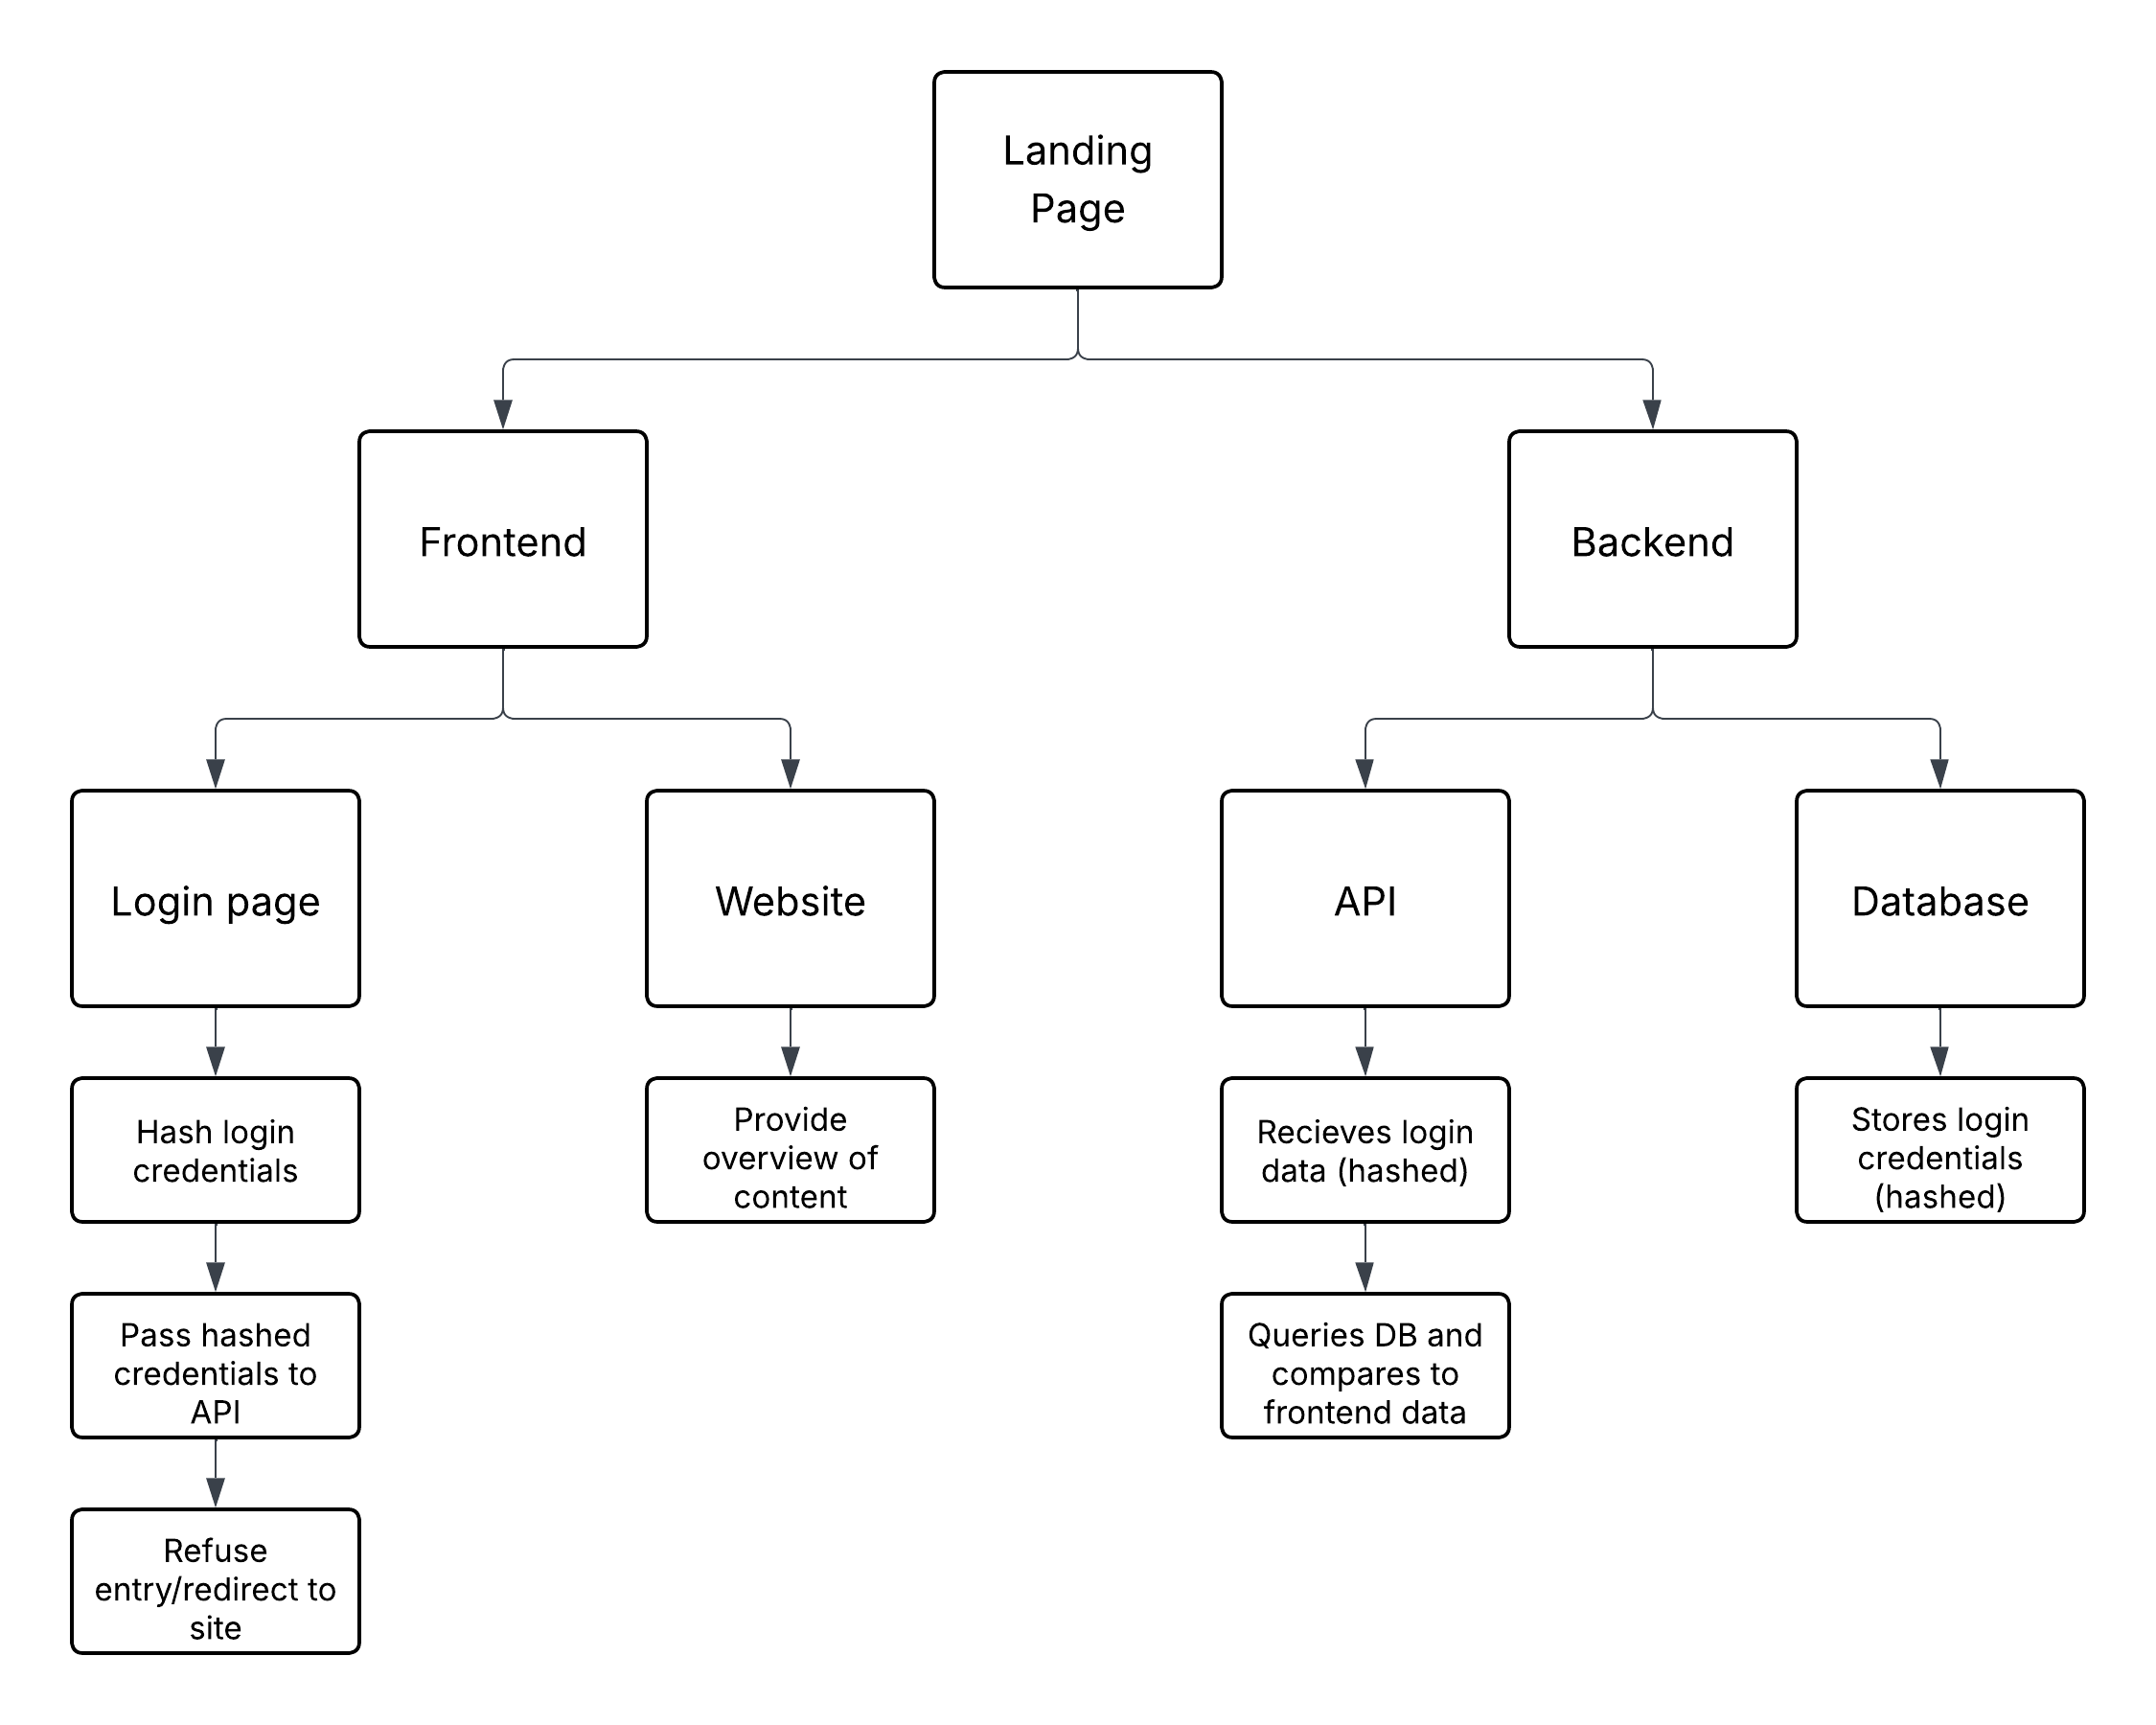 Landing
Page
Frontend
Backend
Login page
Website
API
Database
Hash login
credentials
Provide
overview of
content
Recieves login
data (hashed)
Stores login
credentials
(hashed)
Pass hashed
credentials to
API
Queries DB and
compares to
frontend data
Refuse
entry/redirect to
site